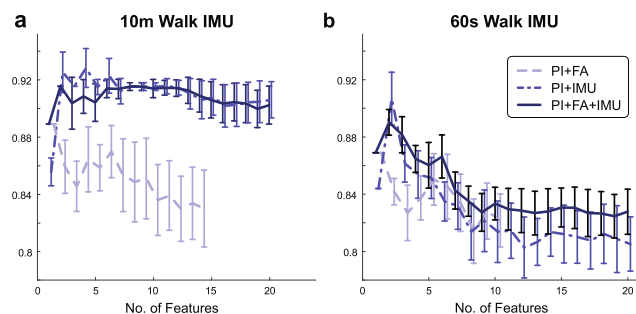 a 10m Walk IMU
0.92
0.88
0.84
0.8
0 5 10 15 20
No. of Features
b 60s Walk IMU
PI+FA
PI+IMU
PI+FA+IMU
0.92
0.88
0.84
0.8
0 5 10 15 20
No. of Features